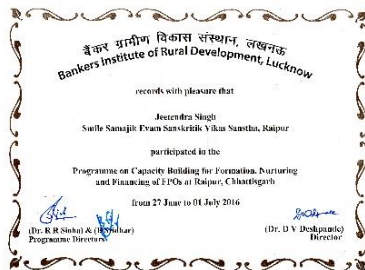 बैंकर ग्रामीण विकास संस्थान, लखनऊ
Bankers Institute of Rural Development, Lucknow
records with pleasure that
Jeetendra Singh
Smile Samajik Evam Sanskritik Vikas Sanstha, Raipur
participated in the
Programme on Capacity Building for Formation, Nurturing
and Financing of FPOs at Raipur, Chhattisgarh
from 27 June to 01 July 2016
(Dr. R R Sinha) & (
Programme Directors
(Dr. D V Deshpande)
Director